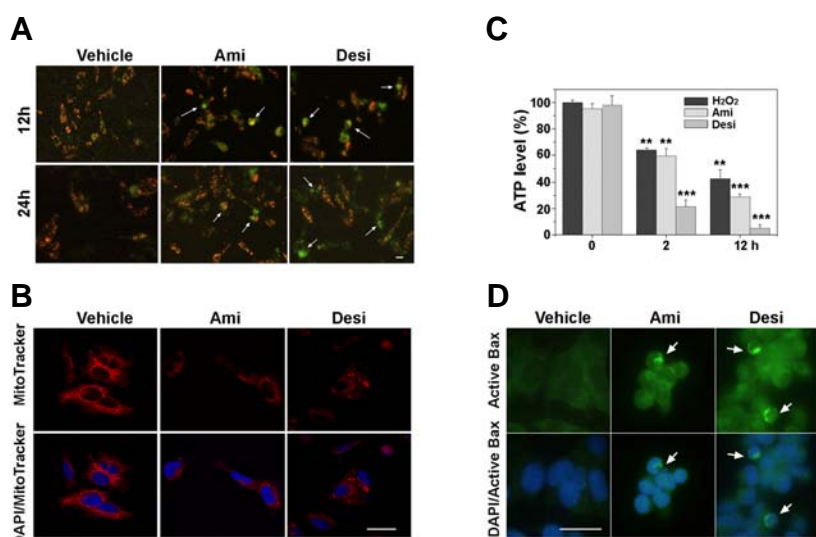 A
Vehicle Ami Desi
12h
24h
B
Vehicle Ami Desi
MitoTracker
DAPI/MitoTracker
C
ATP level (%)
100
80
60
40
20
0
H₂O₂
Ami
Desi
** ** ***
** *** ***
0 2 12 h
D
Vehicle Ami Desi
Active Bax
DAPI/Active Bax